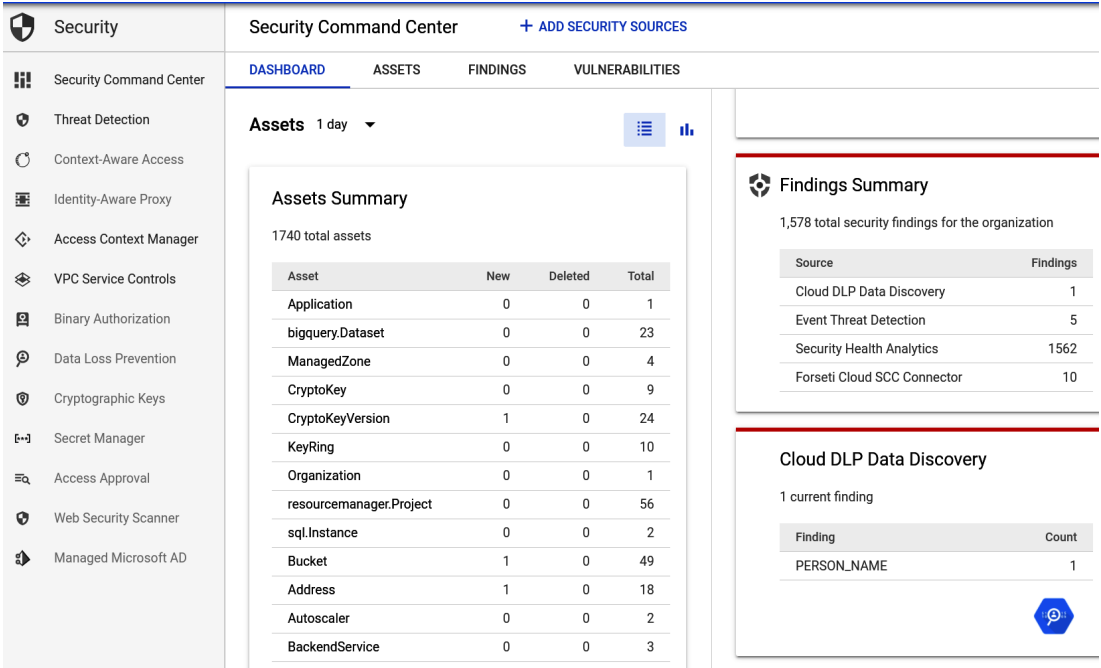 Security
Security Command Center
Threat Detection
Context-Aware Access
Identity-Aware Proxy
Access Context Manager
VPC Service Controls
Binary Authorization
Data Loss Prevention
Cryptographic Keys
Secret Manager
Access Approval
Web Security Scanner
Managed Microsoft AD
Security Command Center + ADD SECURITY SOURCES
DASHBOARD ASSETS FINDINGS VULNERABILITIES
Assets 1 day
Assets Summary
1740 total assets
Asset New Deleted Total
Application 0 0 1
bigquery.Dataset 0 0 23
ManagedZone 0 0 4
CryptoKey 0 0 9
CryptoKeyVersion 1 0 24
KeyRing 0 0 10
Organization 0 0 1
resourcemanager.Project 0 0 56
sql.Instance 0 0 2
Bucket 1 0 49
Address 1 0 18
Autoscaler 0 0 2
BackendService 0 0 3
Findings Summary
1,578 total security findings for the organization
Source Findings
Cloud DLP Data Discovery 1
Event Threat Detection 5
Security Health Analytics 1562
Forseti Cloud SCC Connector 10
Cloud DLP Data Discovery
1 current finding
Finding Count
PERSON_NAME 1